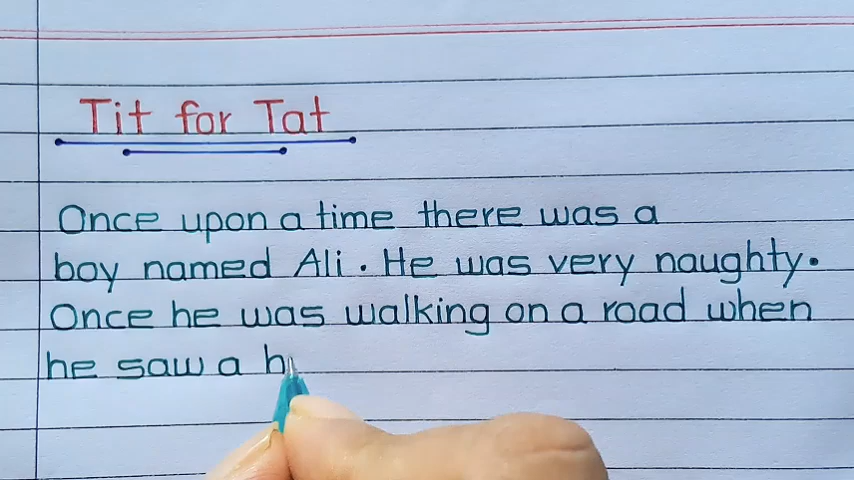 Tit for Tat
Once upon a time there was a
boy named Ali. He was very naughty.
Once he was walking on a road when
he saw a h